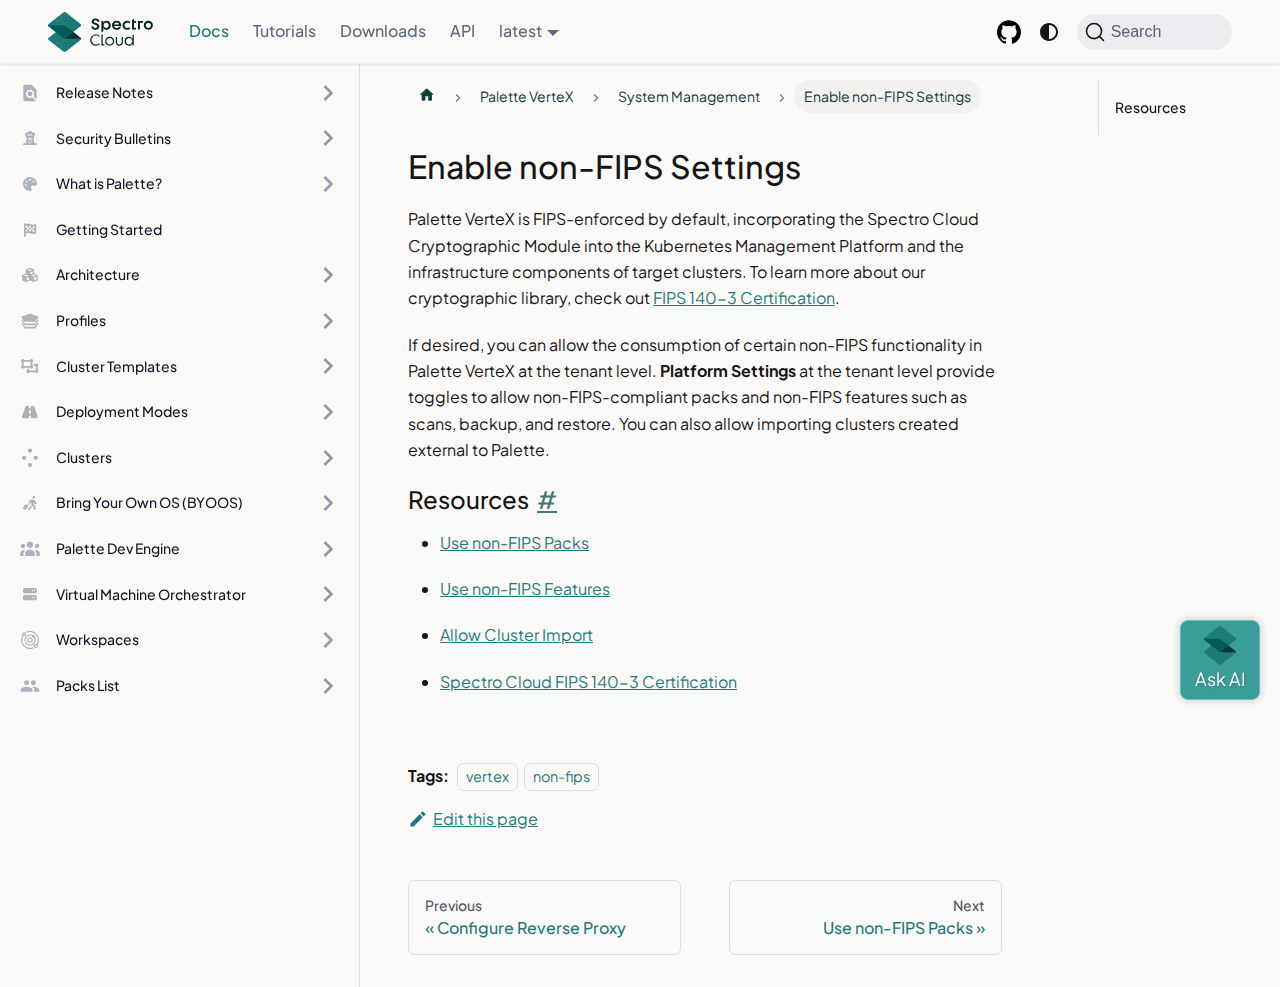 Spectro Cloud
Docs
Tutorials
Downloads
API
latest
Search
Release Notes
Security Bulletins
What is Palette?
Getting Started
Architecture
Profiles
Cluster Templates
Deployment Modes
Clusters
Bring Your Own OS (BYOOS)
Palette Dev Engine
Virtual Machine Orchestrator
Workspaces
Packs List
Palette VerteX
System Management
Enable non-FIPS Settings
Enable non-FIPS Settings
Palette VerteX is FIPS-enforced by default, incorporating the Spectro Cloud
Cryptographic Module into the Kubernetes Management Platform and the
infrastructure components of target clusters. To learn more about our
cryptographic library, check out FIPS 140-3 Certification.
If desired, you can allow the consumption of certain non-FIPS functionality in
Palette VerteX at the tenant level. Platform Settings at the tenant level provide
toggles to allow non-FIPS-compliant packs and non-FIPS features such as
scans, backup, and restore. You can also allow importing clusters created
external to Palette.
Resources #
Use non-FIPS Packs
Use non-FIPS Features
Allow Cluster Import
Spectro Cloud FIPS 140-3 Certification
Tags: vertex non-fips
Edit this page
Previous
« Configure Reverse Proxy
Next
Use non-FIPS Packs »
Resources
Ask AI